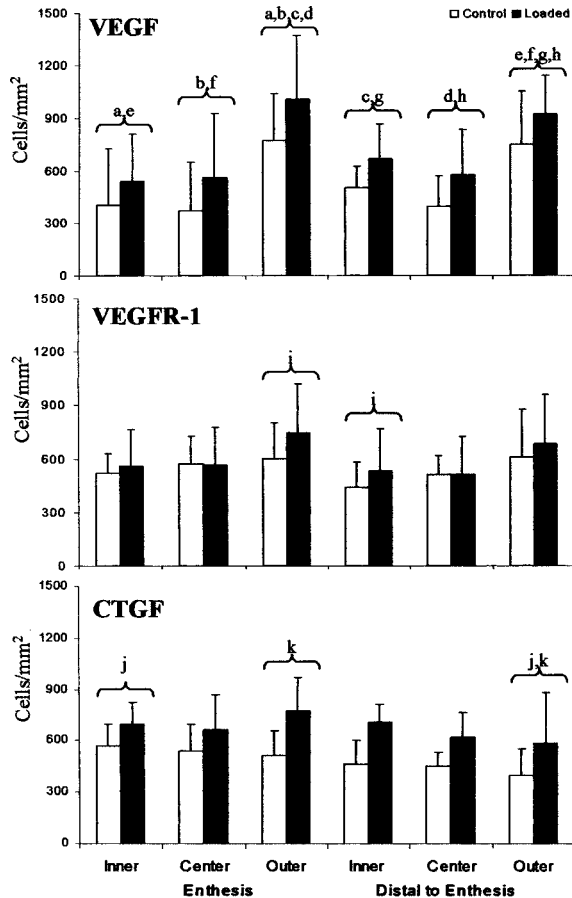 VEGF
Control Loaded
1500
1200
900
600
300
0
Cells/mm²
a,e
b,f
a,b,c,d
c,g
d,h
e,f,g,h
VEGFR-1
1500
1200
900
600
300
0
Cells/mm²
i
i
CTGF
1500
1200
900
600
300
0
Cells/mm²
j
k
j,k
Inner Center Outer Inner Center Outer
Enthesis Distal to Enthesis